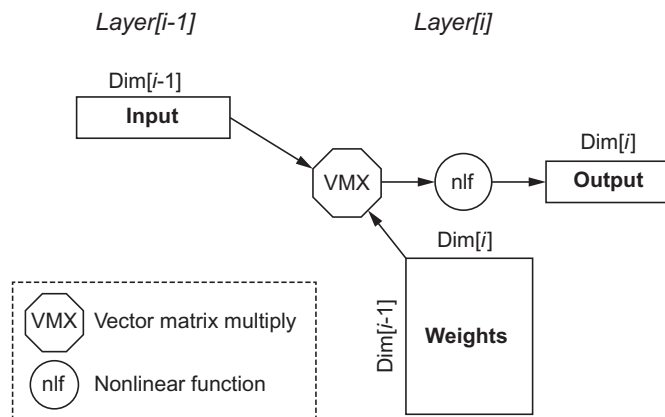 Layer[i-1]
Layer[i]
Dim[i-1]
Input
VMX
nlf
Dim[i]
Output
Dim[i]
Dim[i-1]
Weights
VMX Vector matrix multiply
nlf Nonlinear function